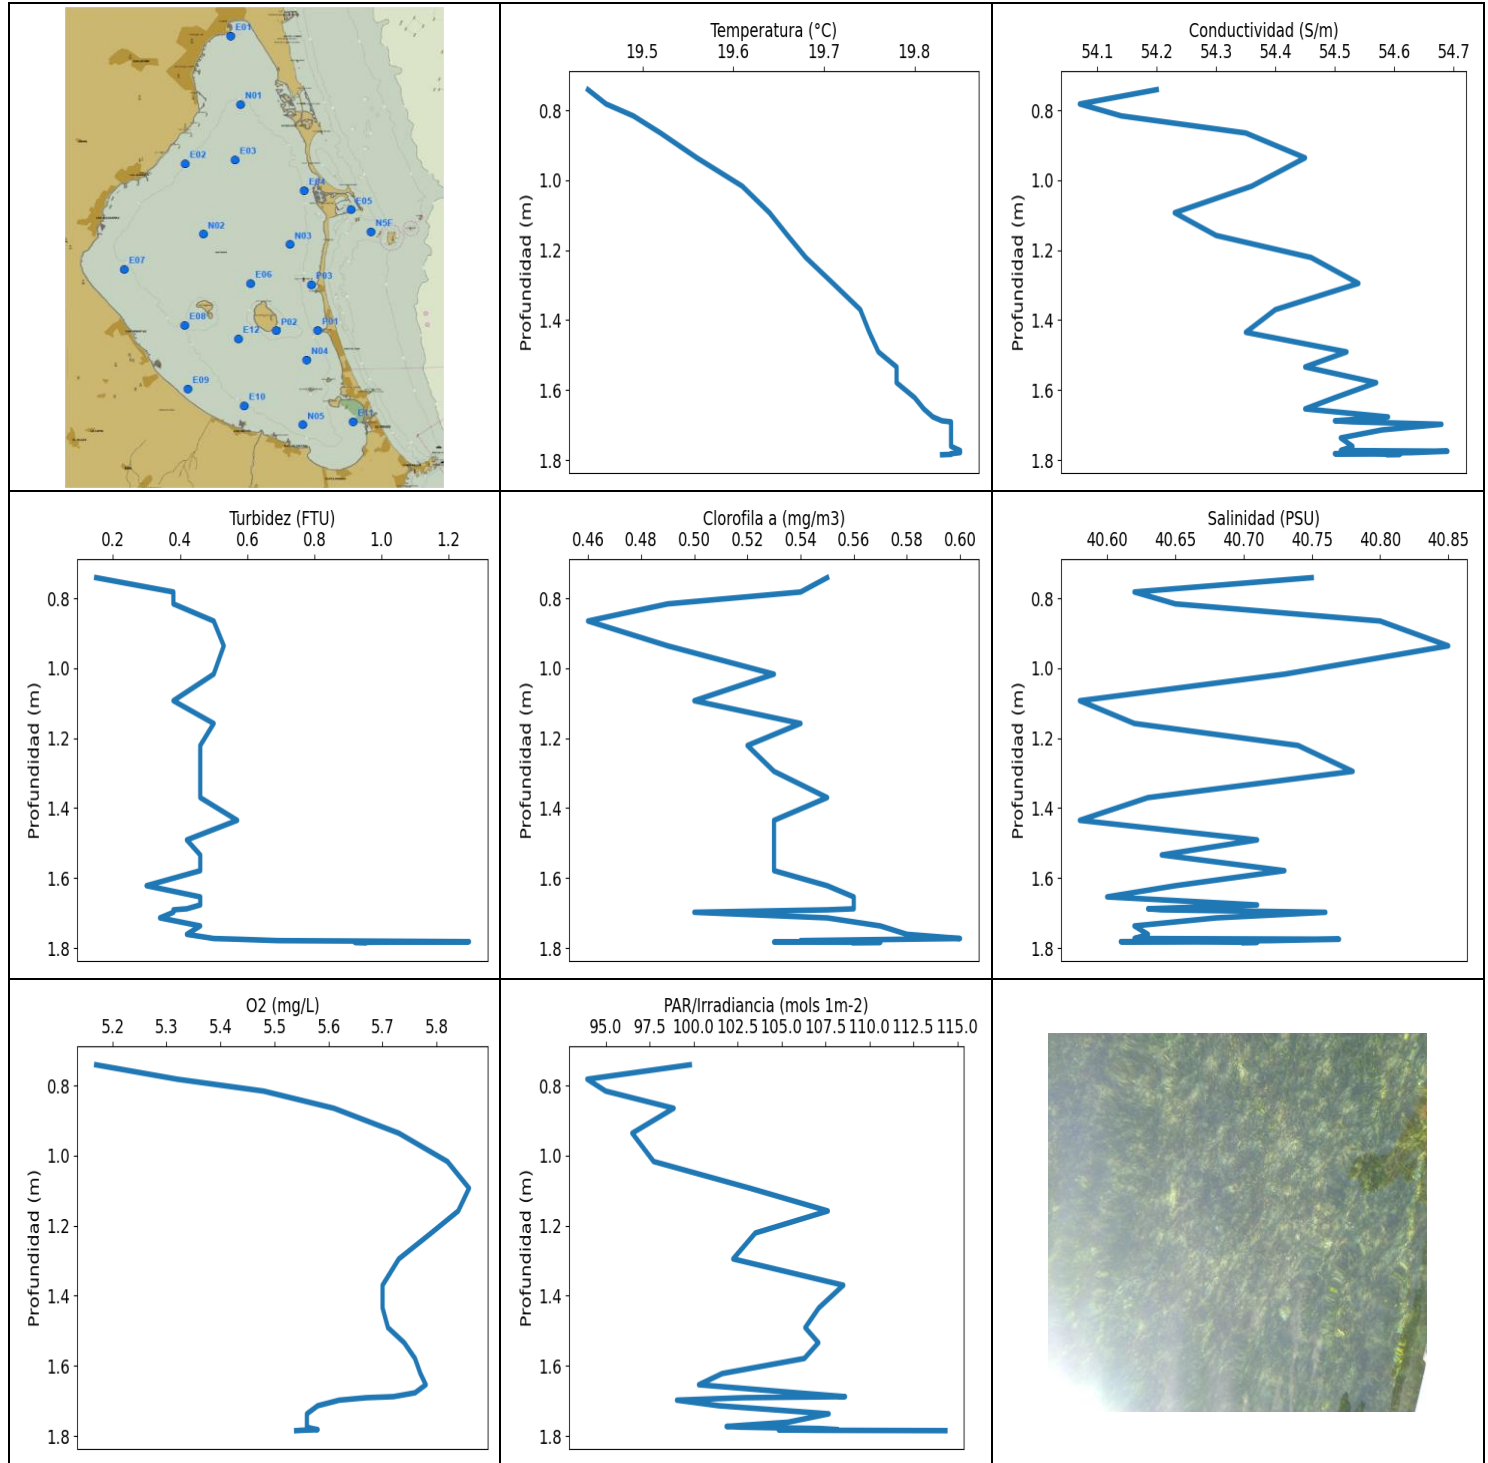 E01
N01
E02
E03
E04
E05
N5F
N02
N03
E07
E06
P03
E08
E12
P02
P01
N04
E09
E10
N05
E11
Temperatura (°C)
19.5 19.6 19.7 19.8
Profundidad (m)
0.8
1.0
1.2
1.4
1.6
1.8
Conductividad (S/m)
54.1 54.2 54.3 54.4 54.5 54.6 54.7
Profundidad (m)
0.8
1.0
1.2
1.4
1.6
1.8
Turbidez (FTU)
0.2 0.4 0.6 0.8 1.0 1.2
Profundidad (m)
0.8
1.0
1.2
1.4
1.6
1.8
Clorofila a (mg/m3)
0.46 0.48 0.50 0.52 0.54 0.56 0.58 0.60
Profundidad (m)
0.8
1.0
1.2
1.4
1.6
1.8
Salinidad (PSU)
40.60 40.65 40.70 40.75 40.80 40.85
Profundidad (m)
0.8
1.0
1.2
1.4
1.6
1.8
O2 (mg/L)
5.2 5.3 5.4 5.5 5.6 5.7 5.8
Profundidad (m)
0.8
1.0
1.2
1.4
1.6
1.8
PAR/Irradiancia (mols 1m-2)
95.0 97.5 100.0 102.5 105.0 107.5 110.0 112.5 115.0
Profundidad (m)
0.8
1.0
1.2
1.4
1.6
1.8